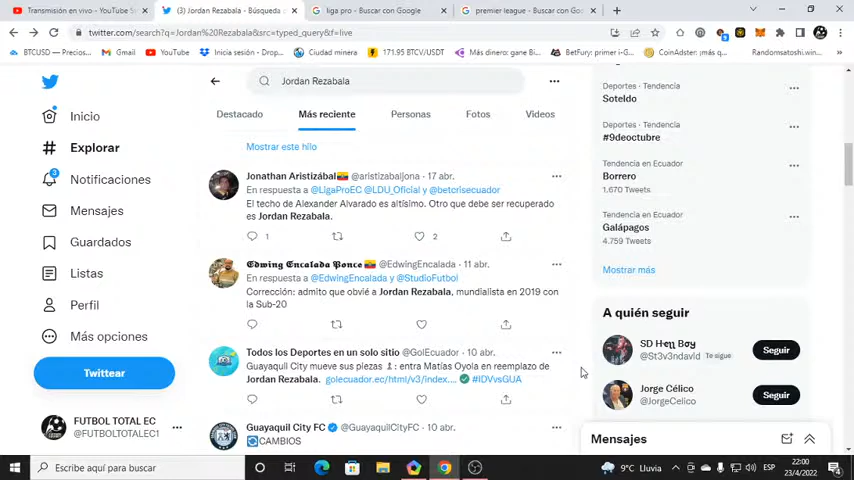 Transmisión en vivo - YouTube St
(3) Jordan Rezabala - Búsqueda y
liga pro - Buscar con Google
premier league - Buscar con Goo
twitter.com/search?q=Jordan%20Rezabala&src=typed_query&f=live
BTCUSD — Precios...
Gmail
YouTube
Inicia sesión - Drop...
Ciudad minera
171.95 BTCV/USDT
Más dinero: gane Bi...
BetFury: primer i-G...
CoinAdster: ¡más q...
Randomsatoshi.win...
Jordan Rezabala
Destacado
Más reciente
Personas
Fotos
Videos
Inicio
Explorar
3
Notificaciones
Mensajes
Guardados
Listas
Perfil
Más opciones
Twittear
FUTBOL TOTAL EC
@FUTBOLTOTALEC1
Mostrar este hilo
Jonathan Aristizábal @aristizabaljona · 17 abr.
En respuesta a @LigaProEC @LDU_Oficial y @betcrisecuador
El techo de Alexander Alvarado es altísimo. Otro que debe ser recuperado
es Jordan Rezabala.
1
2
𝕰𝖉𝖜𝖎𝖓𝖌 𝕰𝖓𝖈𝖆𝖑𝖆𝖉𝖆 𝕻𝖔𝖓𝖈𝖊 @EdwingEncalada · 11 abr.
En respuesta a @EdwingEncalada y @StudioFutbol
Corrección: admito que obvié a Jordan Rezabala, mundialista en 2019 con
la Sub-20
Todos los Deportes en un solo sitio @GolEcuador · 10 abr.
Guayaquil City mueve sus piezas : entra Matías Oyola en reemplazo de
Jordan Rezabala. golecuador.ec/html/v3/index.... #IDVvsGUA
Guayaquil City FC @GuayaquilCityFC · 10 abr.
CAMBIOS
Deportes · Tendencia
Soteldo
Deportes · Tendencia
#9deoctubre
Tendencia en Ecuador
Borrero
1.670 Tweets
Tendencia en Ecuador
Galápagos
4.759 Tweets
Mostrar más
A quién seguir
SD Hɐɳ Boy
@St3v3ndavld Te sigue
Seguir
Jorge Célico
@JorgeCelico
Seguir
Mensajes
Escribe aquí para buscar
9°C Lluvia
ESP
22:00
23/4/2022
4